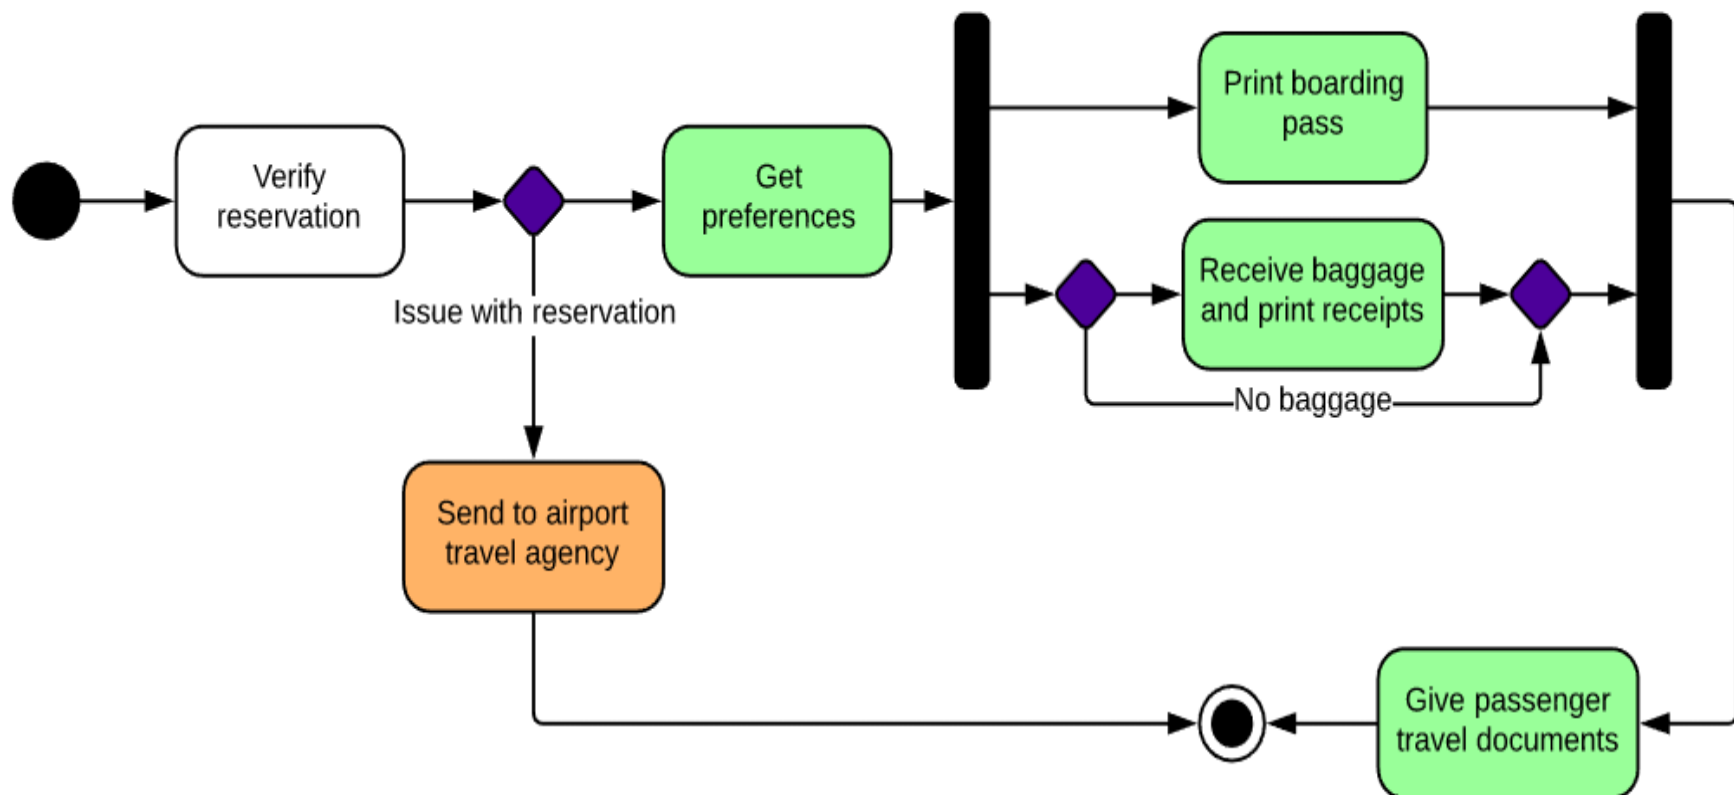 Verify
reservation
Get
preferences
Print boarding
pass
Receive baggage
and print receipts
No baggage
Issue with reservation
Send to airport
travel agency
Give passenger
travel documents